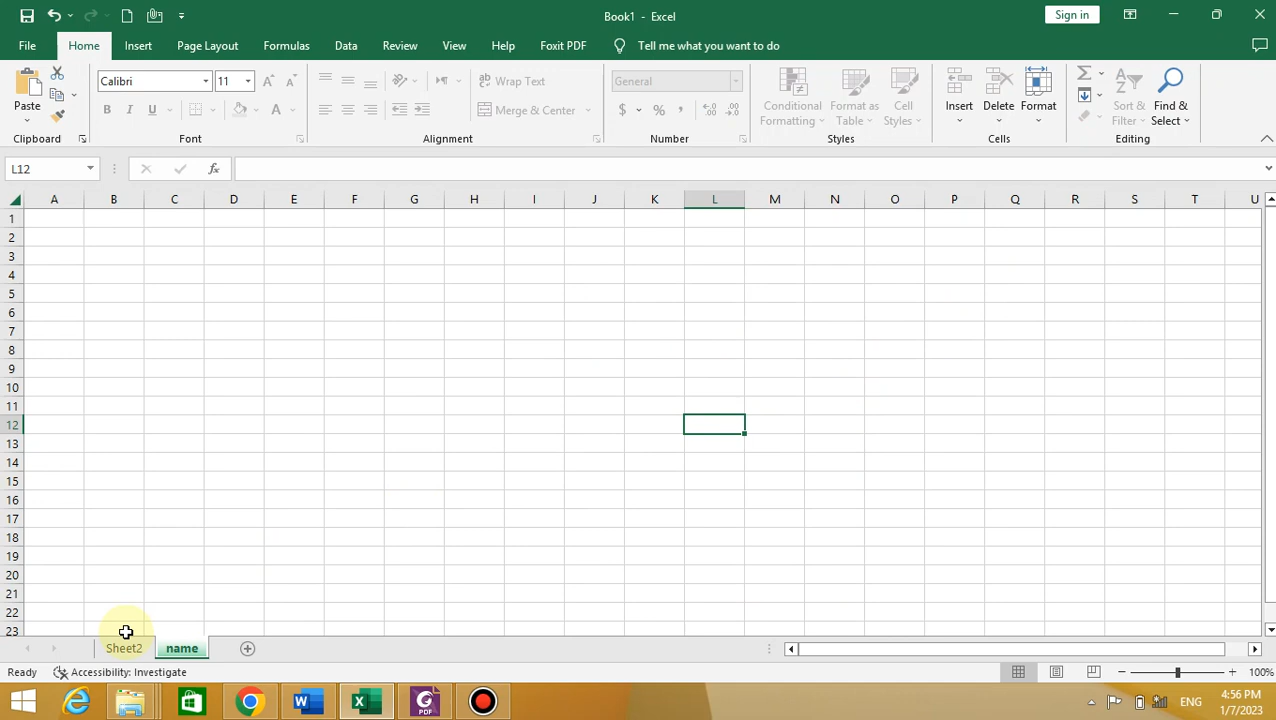 Book1 - Excel
Sign in
File Home Insert Page Layout Formulas Data Review View Help Foxit PDF Tell me what you want to do
Paste
Calibri 11
B I U A
Wrap Text
Merge & Center
General
$ % ,
Conditional Formatting
Format as Table
Cell Styles
Insert
Delete
Format
Sort & Filter
Find & Select
Clipboard Font Alignment Number Styles Cells Editing
L12 fx
A B C D E F G H I J K L M N O P Q R S T U
1
2
3
4
5
6
7
8
9
10
11
12
13
14
15
16
17
18
19
20
21
22
23
Sheet2 name
Ready Accessibility: Investigate 100%
PDF
ENG
4:56 PM
1/7/2023